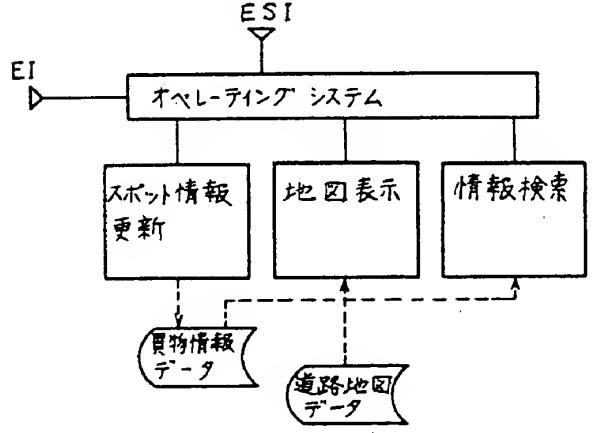 ESI
EI
オペレーティング システム
スポット情報
更新
地図表示
情報検索
買物情報
データ
道路地図
データ